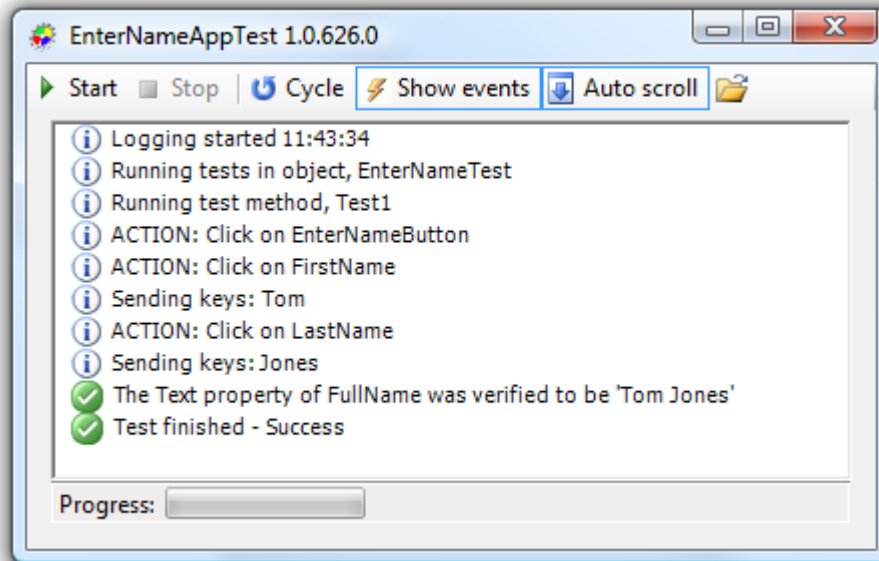 EnterNameAppTest 1.0.626.0
Start Stop Cycle Show events Auto scroll
Logging started 11:43:34
Running tests in object, EnterNameTest
Running test method, Test1
ACTION: Click on EnterNameButton
ACTION: Click on FirstName
Sending keys: Tom
ACTION: Click on LastName
Sending keys: Jones
The Text property of FullName was verified to be 'Tom Jones'
Test finished - Success
Progress: